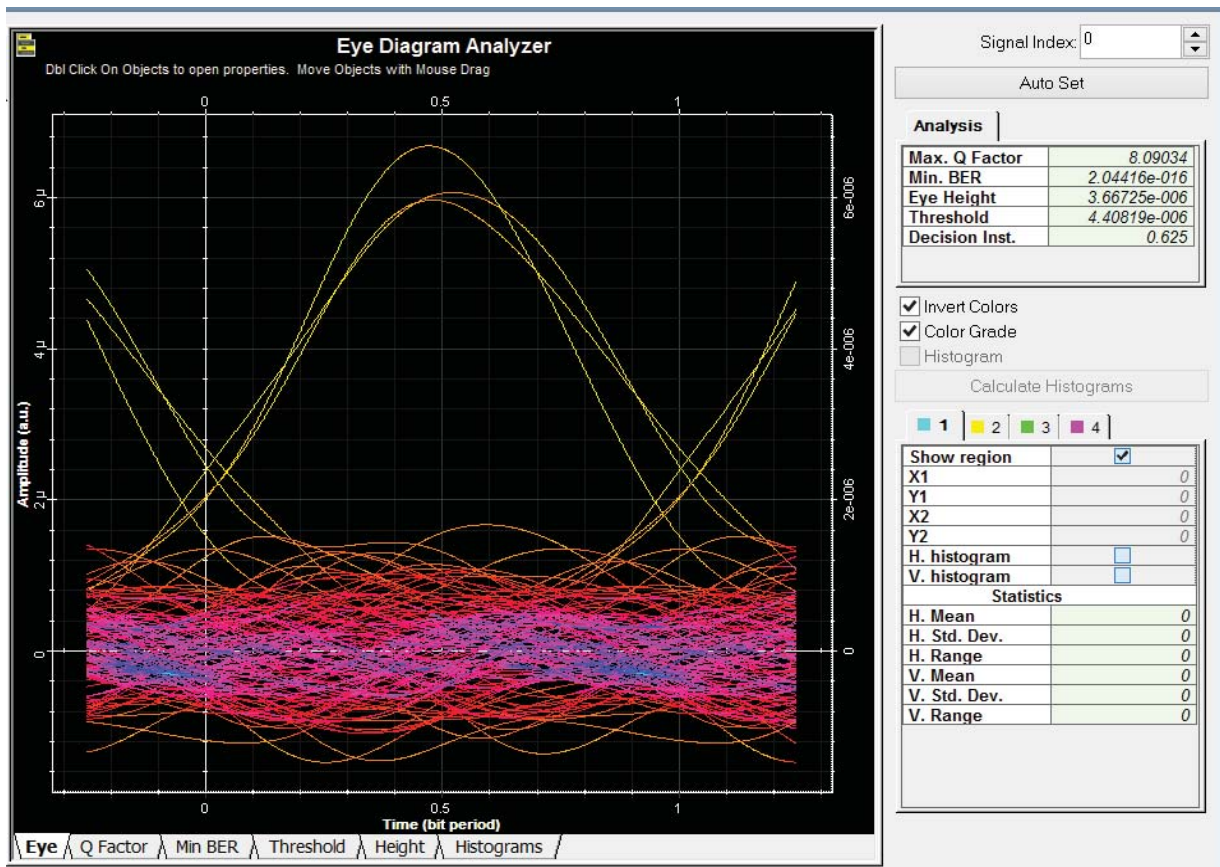 Eye Diagram Analyzer
Dbl Click On Objects to open properties. Move Objects with Mouse Drag
0 0.5 1
6 µ
4 µ
2 µ
0
Amplitude (a.u.)
6e-006
4e-006
2e-006
0
0 0.5 1
Time (bit period)
Eye Q Factor Min BER Threshold Height Histograms
Signal Index: 0
Auto Set
Analysis
Max. Q Factor 8.09034
Min. BER 2.04416e-016
Eye Height 3.66725e-006
Threshold 4.40819e-006
Decision Inst. 0.625
Invert Colors
Color Grade
Histogram
Calculate Histograms
1 2 3 4
Show region
X1 0
Y1 0
X2 0
Y2 0
H. histogram
V. histogram
Statistics
H. Mean 0
H. Std. Dev. 0
H. Range 0
V. Mean 0
V. Std. Dev. 0
V. Range 0